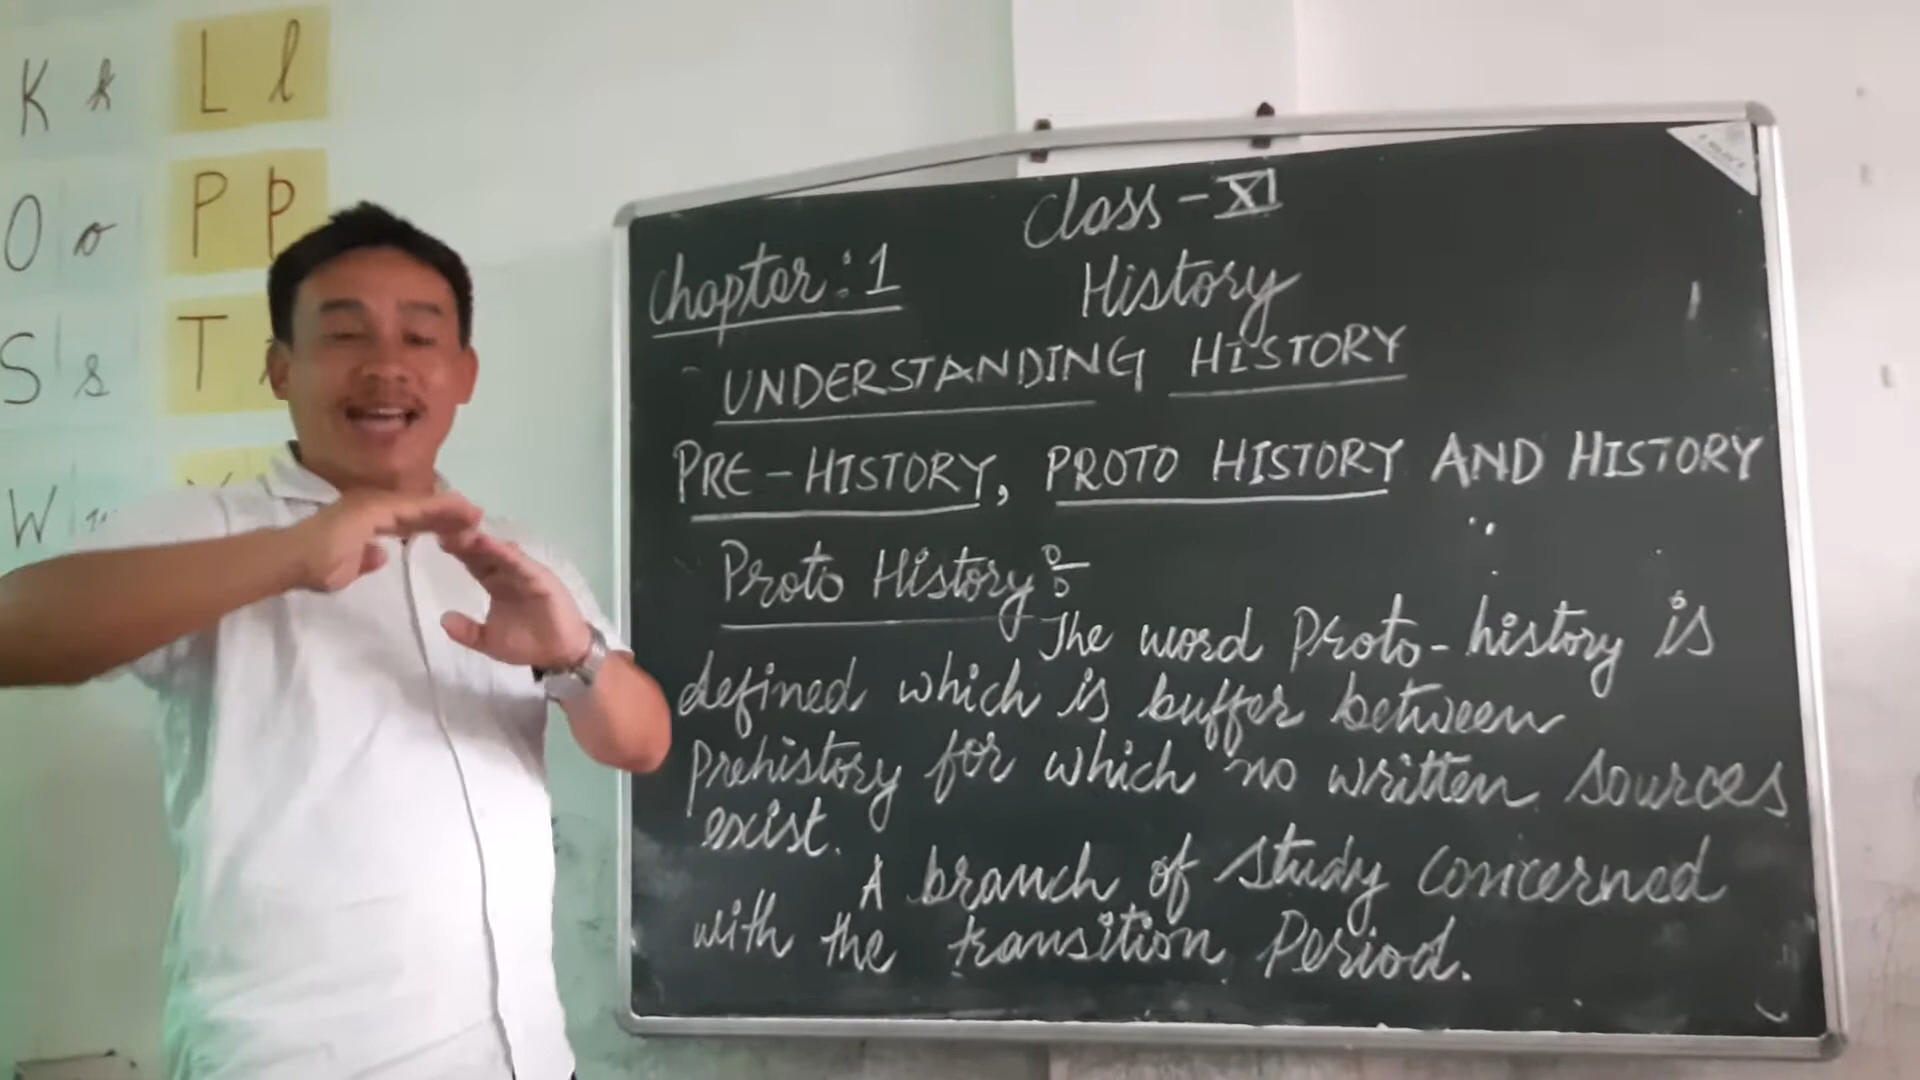 K k L l
O o P p
S s T
W
Class - XI
Chapter : 1
History
UNDERSTANDING HISTORY
PRE - HISTORY, PROTO HISTORY AND HISTORY
Proto History :-
The word Proto - history is
defined which is buffer between
prehistory for which no written sources
exist.
A branch of study concerned
with the transition Period.